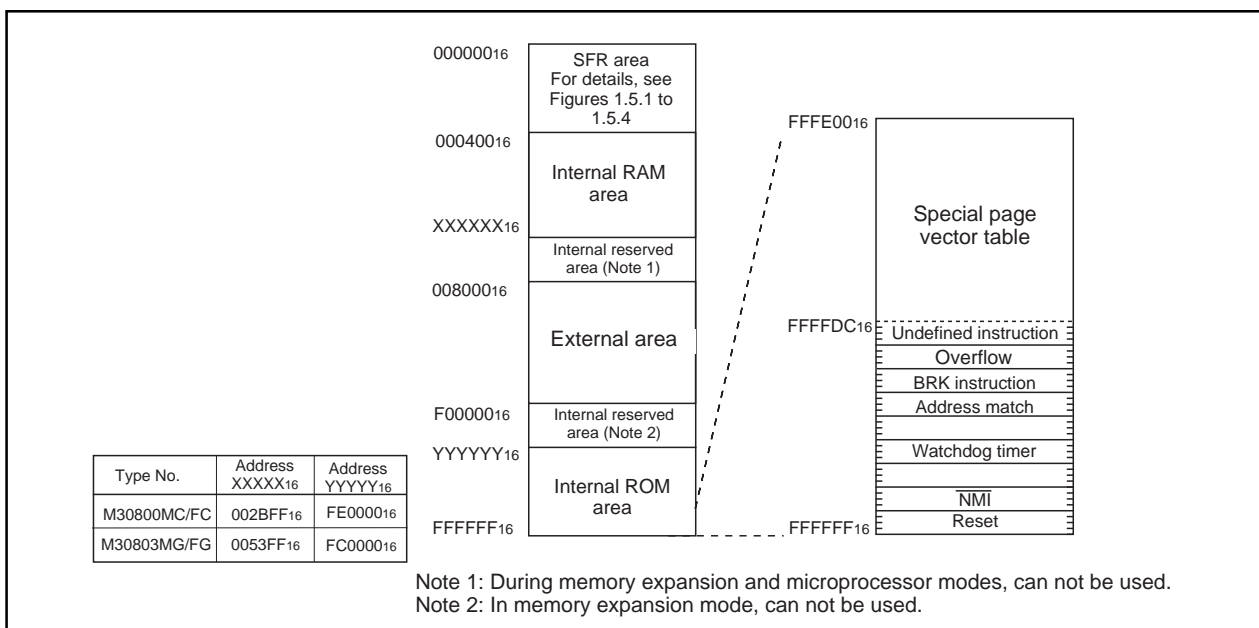 00000016
SFR area
For details, see
Figures 1.5.1 to
1.5.4
00040016
Internal RAM
area
XXXXXX16
Internal reserved
area (Note 1)
00800016
External area
F0000016
Internal reserved
area (Note 2)
YYYYYY16
Internal ROM
area
FFFFFF16
FFFE0016
Special page
vector table
FFFFDC16
Undefined instruction
Overflow
BRK instruction
Address match
Watchdog timer
NMI
Reset
FFFFFF16
Type No. Address XXXXX16 Address YYYYY16
M30800MC/FC 002BFF16 FE000016
M30803MG/FG 0053FF16 FC000016
Note 1: During memory expansion and microprocessor modes, can not be used.
Note 2: In memory expansion mode, can not be used.